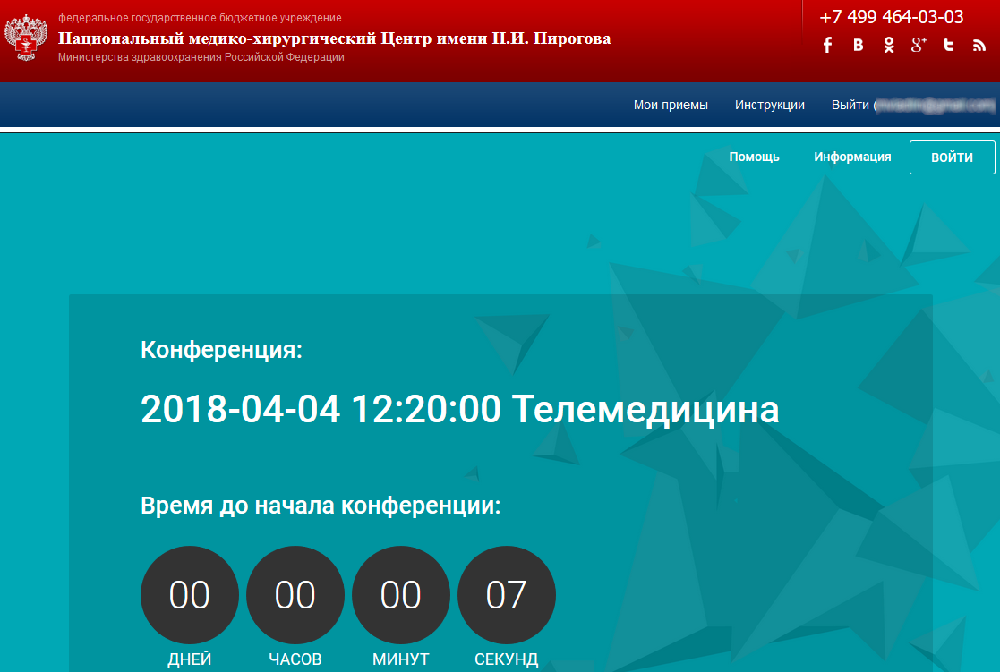 федеральное государственное бюджетное учреждение
Национальный медико-хирургический Центр имени Н.И. Пирогова
Министерства здравоохранения Российской Федерации
+7 499 464-03-03
Мои приемы Инструкции Выйти
Помощь Информация ВОЙТИ
Конференция:
2018-04-04 12:20:00 Телемедицина
Время до начала конференции:
00 00 00 07
ДНЕЙ ЧАСОВ МИНУТ СЕКУНД